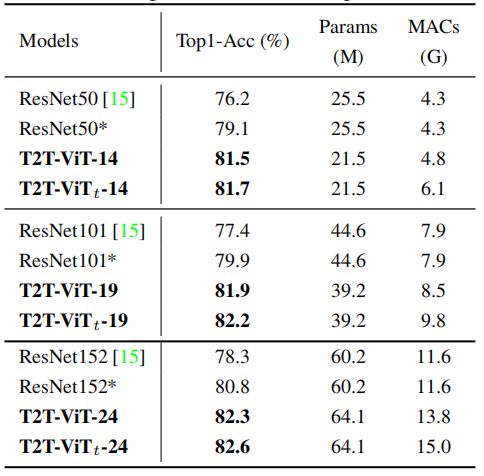 Models Top1-Acc (%) Params (M) MACs (G)
ResNet50 [15] 76.2 25.5 4.3
ResNet50* 79.1 25.5 4.3
T2T-ViT-14 81.5 21.5 4.8
T2T-ViTt-14 81.7 21.5 6.1
ResNet101 [15] 77.4 44.6 7.9
ResNet101* 79.9 44.6 7.9
T2T-ViT-19 81.9 39.2 8.5
T2T-ViTt-19 82.2 39.2 9.8
ResNet152 [15] 78.3 60.2 11.6
ResNet152* 80.8 60.2 11.6
T2T-ViT-24 82.3 64.1 13.8
T2T-ViTt-24 82.6 64.1 15.0